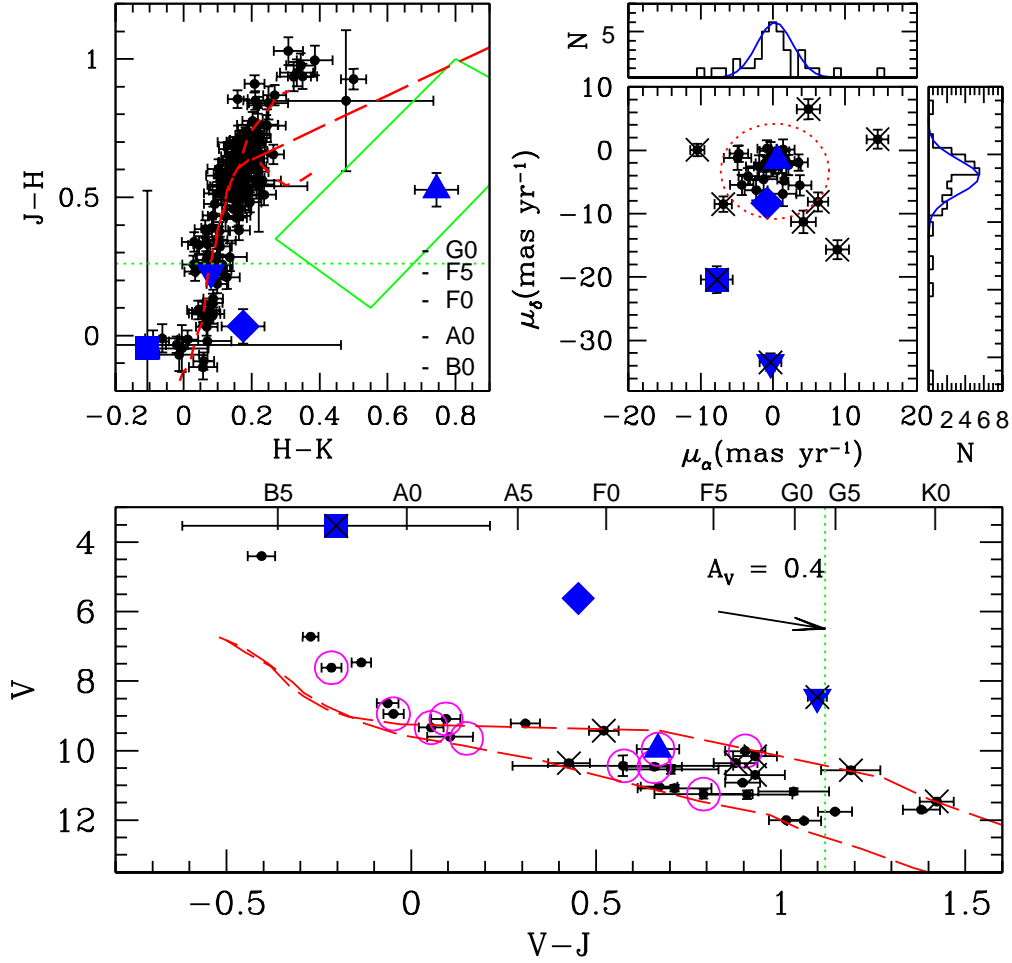 J−H
1
0.5
0
−0.2
0
0.2
0.4
0.6
0.8
H−K
- G0
- F5
- F0
- A0
- B0
N
5
10
0
−10
−20
−30
μδ(mas yr−1)
−20
−10
0
10
20
μα(mas yr−1)
2 4 6 8
N
B5
A0
A5
F0
F5
G0
G5
K0
AV = 0.4
V
4
6
8
10
12
−0.5
0
0.5
1
1.5
V−J